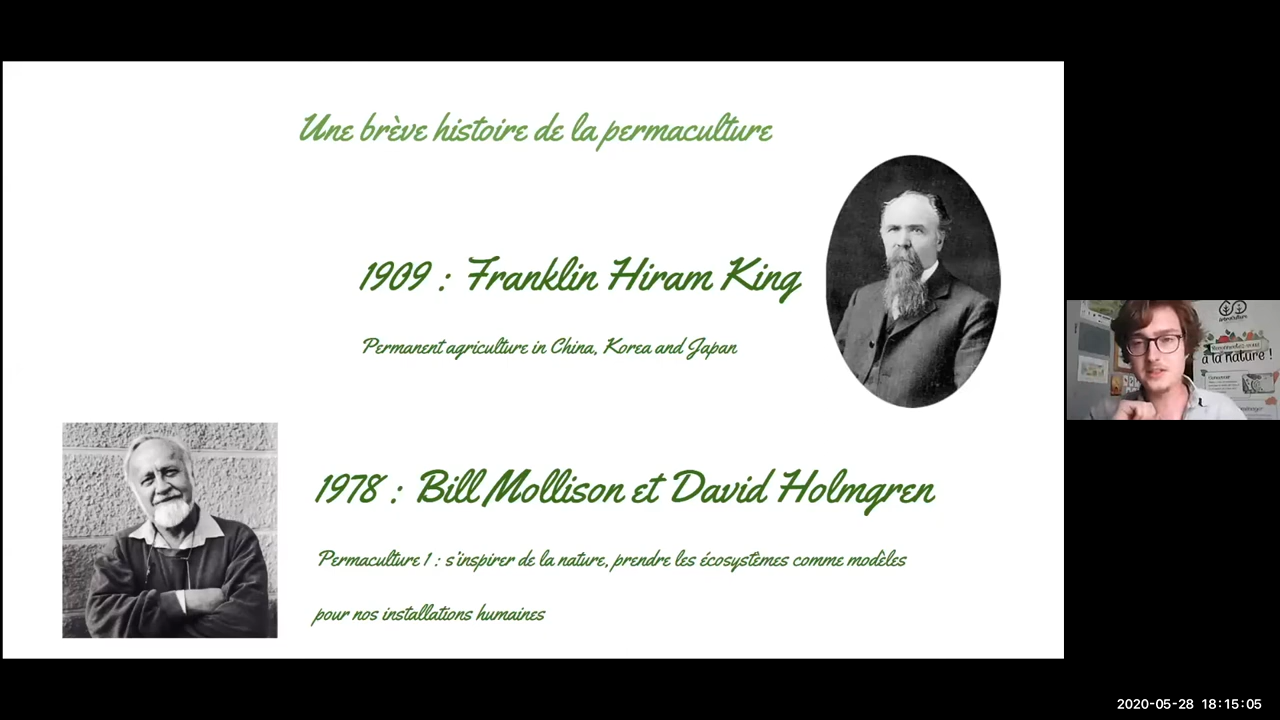 Une brève histoire de la permaculture
1909 : Franklin Hiram King
Permanent agriculture in China, Korea and Japan
1978 : Bill Mollison et David Holmgren
Permaculture 1 : s'inspirer de la nature, prendre les écosystèmes comme modèles
pour nos installations humaines
à la nature !
2020-05-28 18:15:05